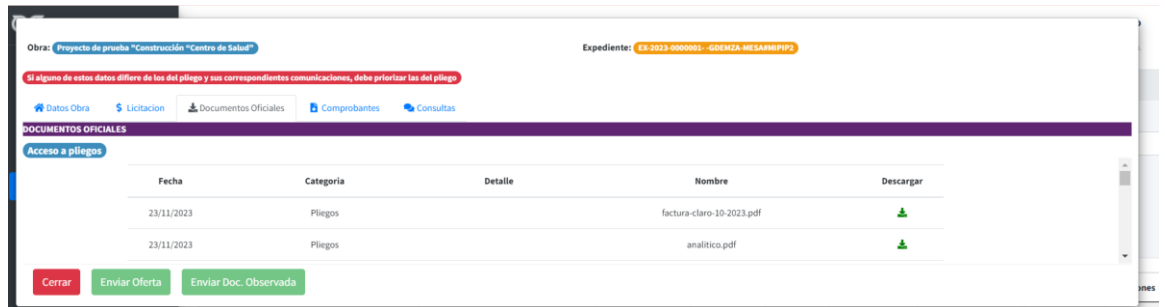 Obra: Proyecto de prueba "Construcción "Centro de Salud" Expediente: EX-2023-0000001- -GDEMZA-MESA#MIPIP2
Si alguno de estos datos difiere de los del pliego y sus correspondientes comunicaciones, debe priorizar las del pliego
Datos Obra $ Licitacion Documentos Oficiales Comprobantes Consultas
DOCUMENTOS OFICIALES
Acceso a pliegos
Fecha Categoria Detalle Nombre Descargar
23/11/2023 Pliegos factura-claro-10-2023.pdf
23/11/2023 Pliegos analitico.pdf
Cerrar Enviar Oferta Enviar Doc. Observada
ones